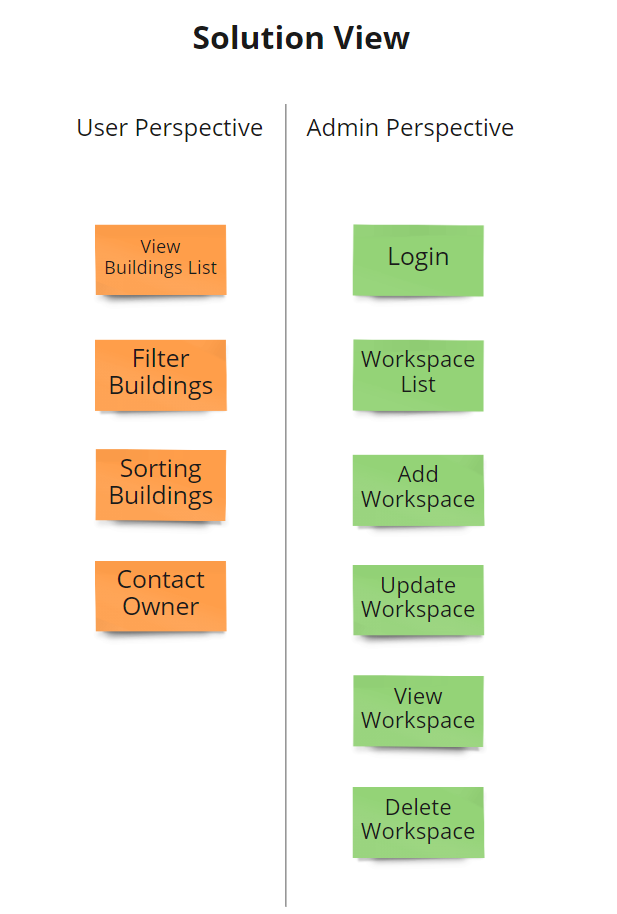 Solution View
User Perspective
Admin Perspective
View
Buildings List
Filter
Buildings
Sorting
Buildings
Contact
Owner
Login
Workspace
List
Add
Workspace
Update
Workspace
View
Workspace
Delete
Workspace